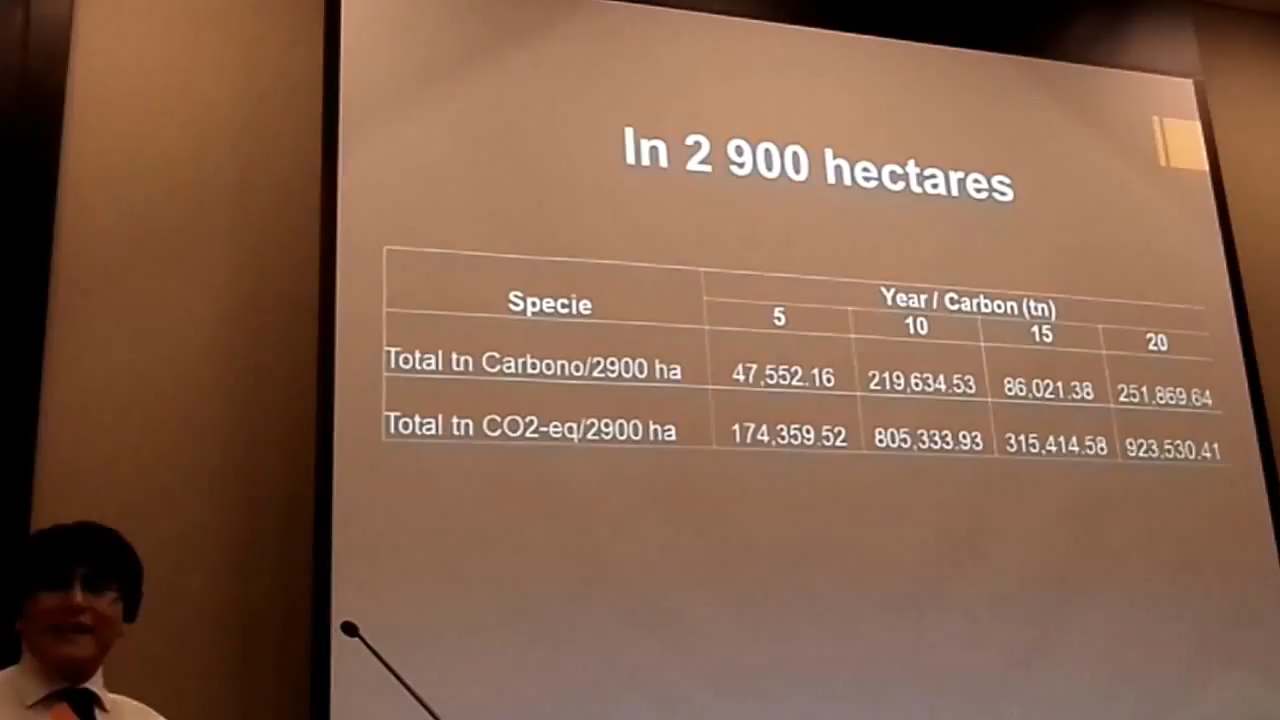 In 2 900 hectares
Specie
Year / Carbon (tn)
5 10 15 20
Total tn Carbono/2900 ha 47,552.16 219,634.53 86,021.38 251,869.64
Total tn CO2-eq/2900 ha 174,359.52 805,333.93 315,414.58 923,530.41